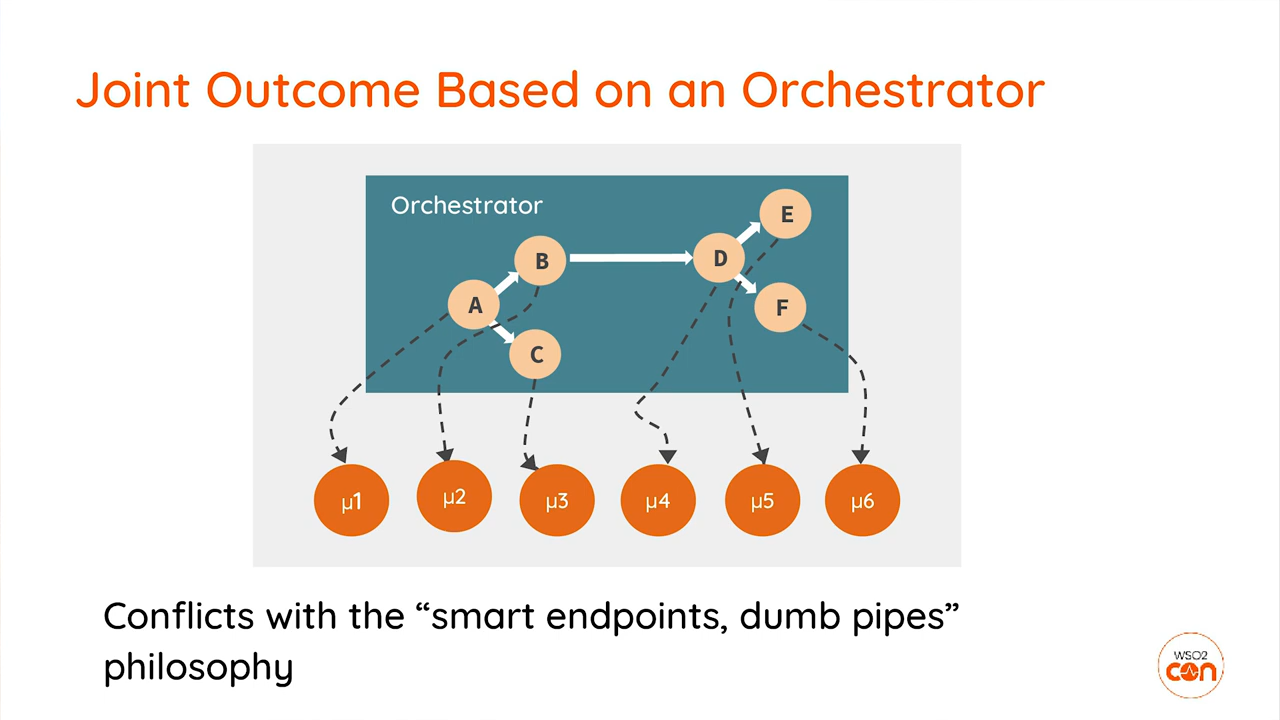 Joint Outcome Based on an Orchestrator
Orchestrator
E
B
D
A
F
C
μ1
μ2
μ3
μ4
μ5
μ6
Conflicts with the “smart endpoints, dumb pipes”
philosophy
WSO2
con